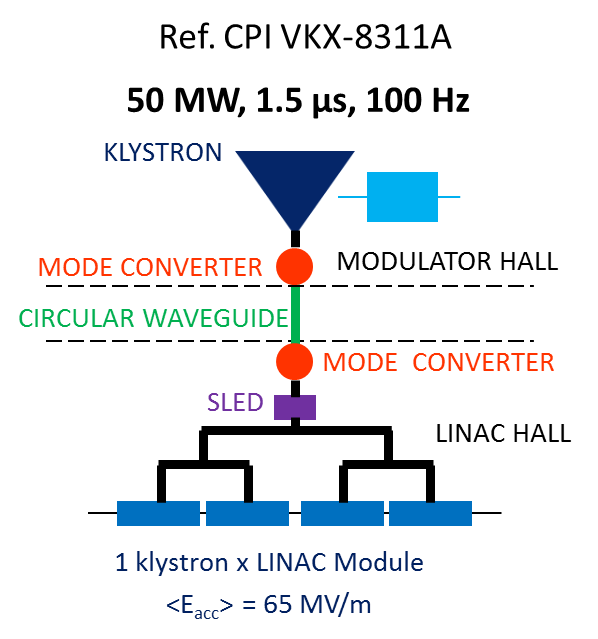 Ref. CPI VKX-8311A
50 MW, 1.5 μs, 100 Hz
KLYSTRON
MODE CONVERTER
MODULATOR HALL
CIRCULAR WAVEGUIDE
MODE CONVERTER
SLED
LINAC HALL
1 klystron x LINAC Module
<E_acc> = 65 MV/m